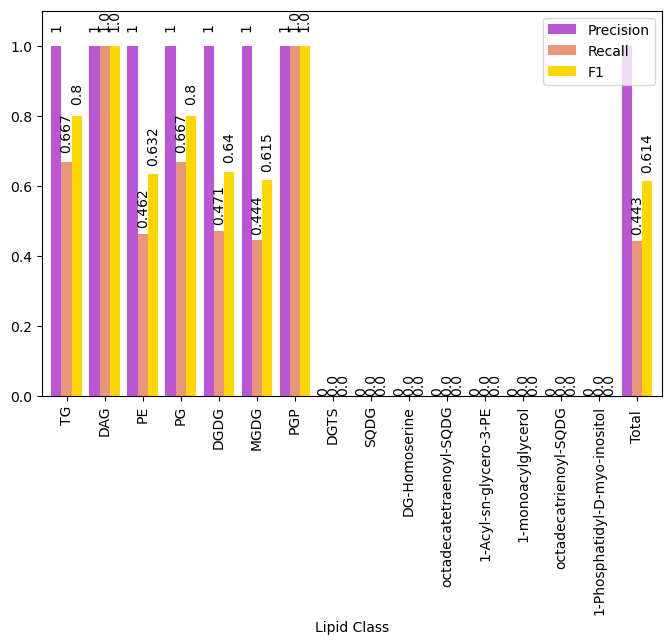 Precision
Recall
F1
1.0
0.8
0.6
0.4
0.2
0.0
1 0.667 0.8
1 1.0 1.0
1 0.462 0.632
1 0.667 0.8
1 0.471 0.64
1 0.444 0.615
1 1.0 1.0
0 0.0 0.0
0 0.0 0.0
0 0.0 0.0
0 0.0 0.0
0 0.0 0.0
0 0.0 0.0
0 0.0 0.0
0 0.0 0.0
0.443 0.614
TG
DAG
PE
PG
DGDG
MGDG
PGP
DGTS
SQDG
DG-Homoserine
octadecatetraenoyl-SQDG
1-Acyl-sn-glycero-3-PE
1-monoacylglycerol
octadecatrienoyl-SQDG
1-Phosphatidyl-D-myo-inositol
Total
Lipid Class